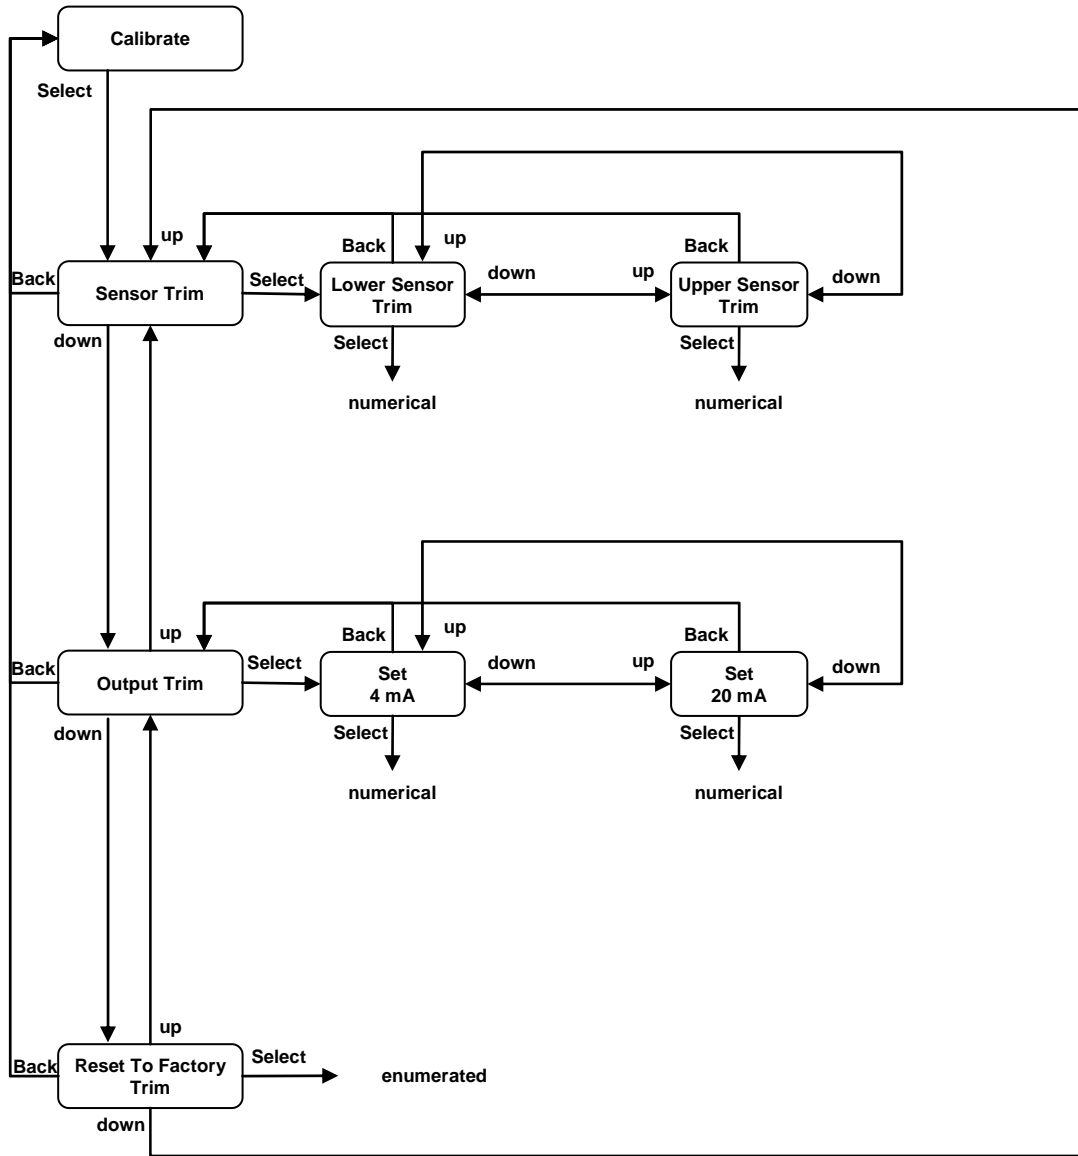 Calibrate
Select
up
Back
Sensor Trim
Select
down
Back
up
Lower Sensor
Trim
Select
numerical
down
up
Back
Upper Sensor
Trim
Select
numerical
down
up
Back
Output Trim
Select
down
Back
up
Set
4 mA
Select
numerical
down
up
Back
Set
20 mA
Select
numerical
down
up
Back
Reset To Factory
Trim
Select
enumerated
down